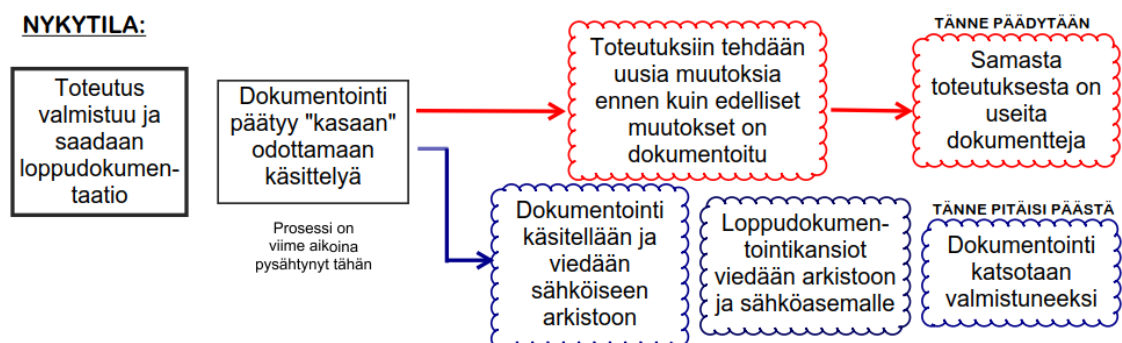 NYKYTILA:
Toteutus
valmistuu ja
saadaan
loppudokumen-
taatio
Dokumentointi
päätyy "kasaan"
odottamaan
käsittelyä
Prosessi on
viime aikoina
pysähtynyt tähän
Toteutuksiin tehdään
uusia muutoksia
ennen kuin edelliset
muutokset on
dokumentoitu
TÄNNE PÄÄDYTÄÄN
Samasta
toteutuksesta on
useita
dokumentteja
Dokumentointi
käsitellään ja
viedään
sähköiseen
arkistoon
Loppudokumen-
tointikansiot
viedään arkistoon
ja sähköasemalle
TÄNNE PITÄISI PÄÄSTÄ
Dokumentointi
katsotaan
valmistuneeksi